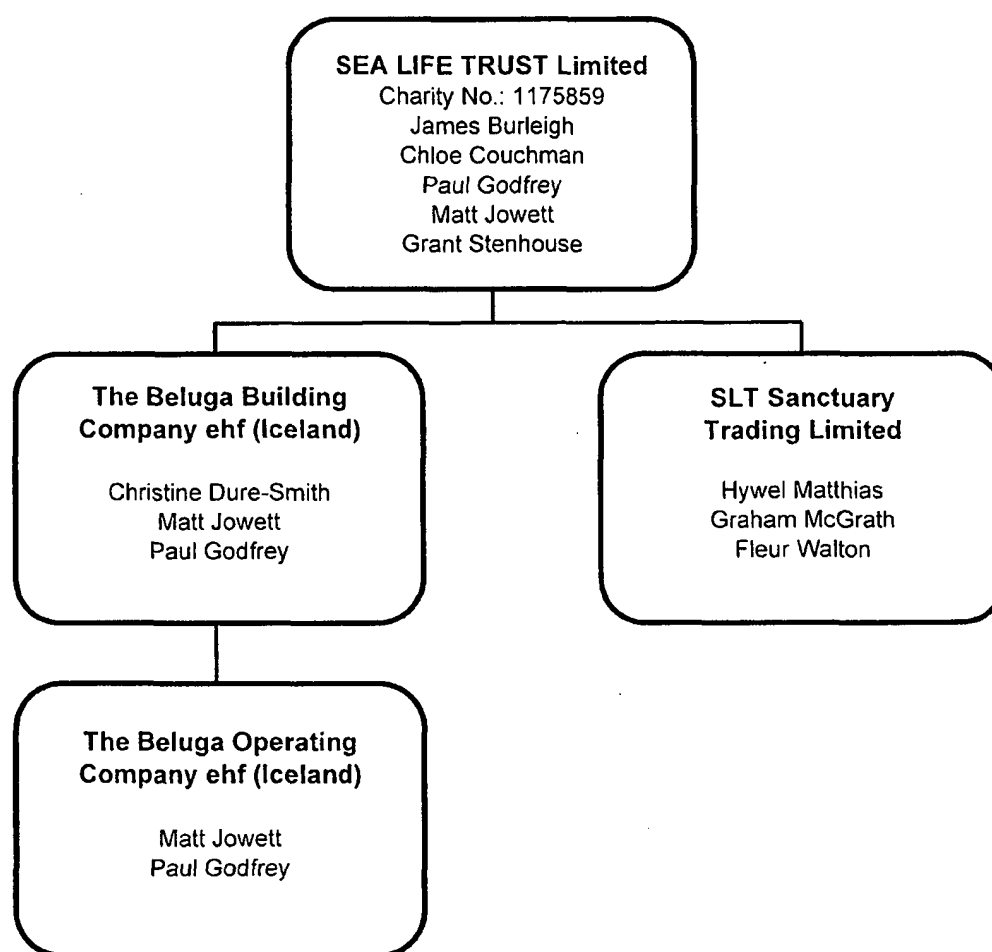 SEA LIFE TRUST Limited
Charity No.: 1175859
James Burleigh
Chloe Couchman
Paul Godfrey
Matt Jowett
Grant Stenhouse
The Beluga Building
Company ehf (Iceland)
Christine Dure-Smith
Matt Jowett
Paul Godfrey
SLT Sanctuary
Trading Limited
Hywel Matthias
Graham McGrath
Fleur Walton
The Beluga Operating
Company ehf (Iceland)
Matt Jowett
Paul Godfrey